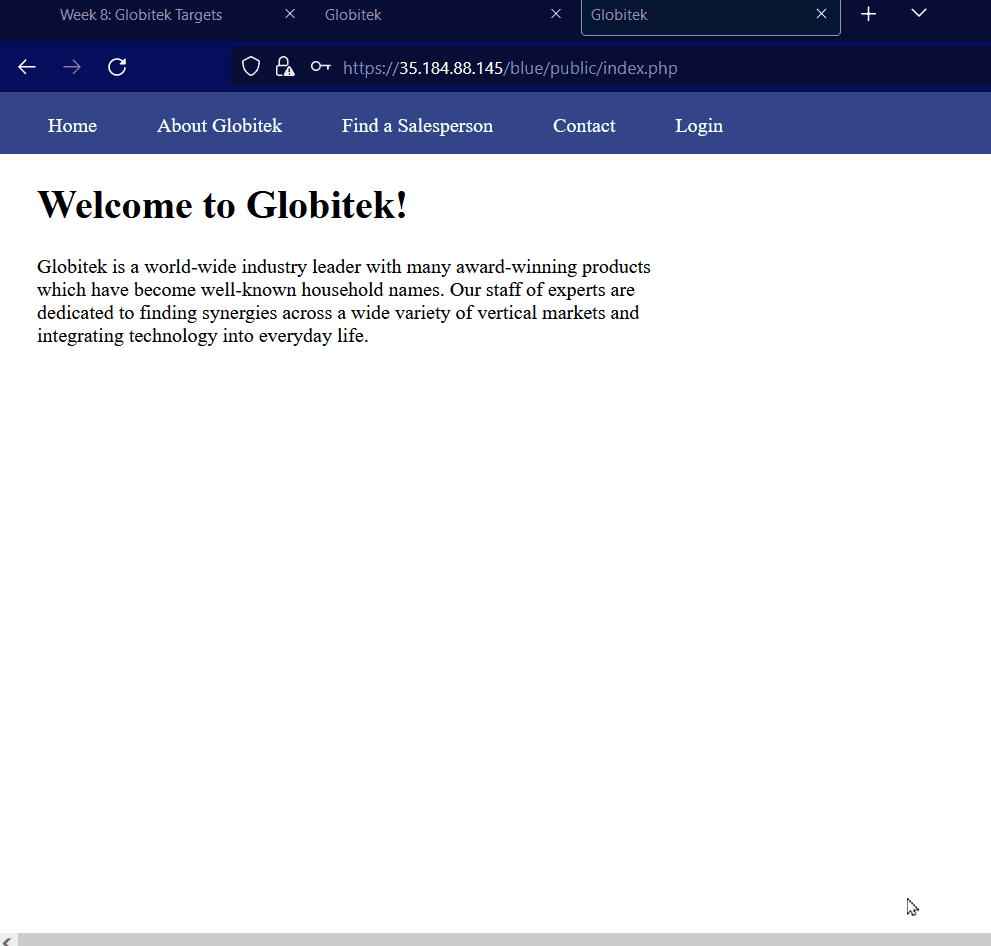 Week 8: Globitek Targets
Globitek
Globitek
https://35.184.88.145/blue/public/index.php
Home About Globitek Find a Salesperson Contact Login
Welcome to Globitek!
Globitek is a world-wide industry leader with many award-winning products
which have become well-known household names. Our staff of experts are
dedicated to finding synergies across a wide variety of vertical markets and
integrating technology into everyday life.